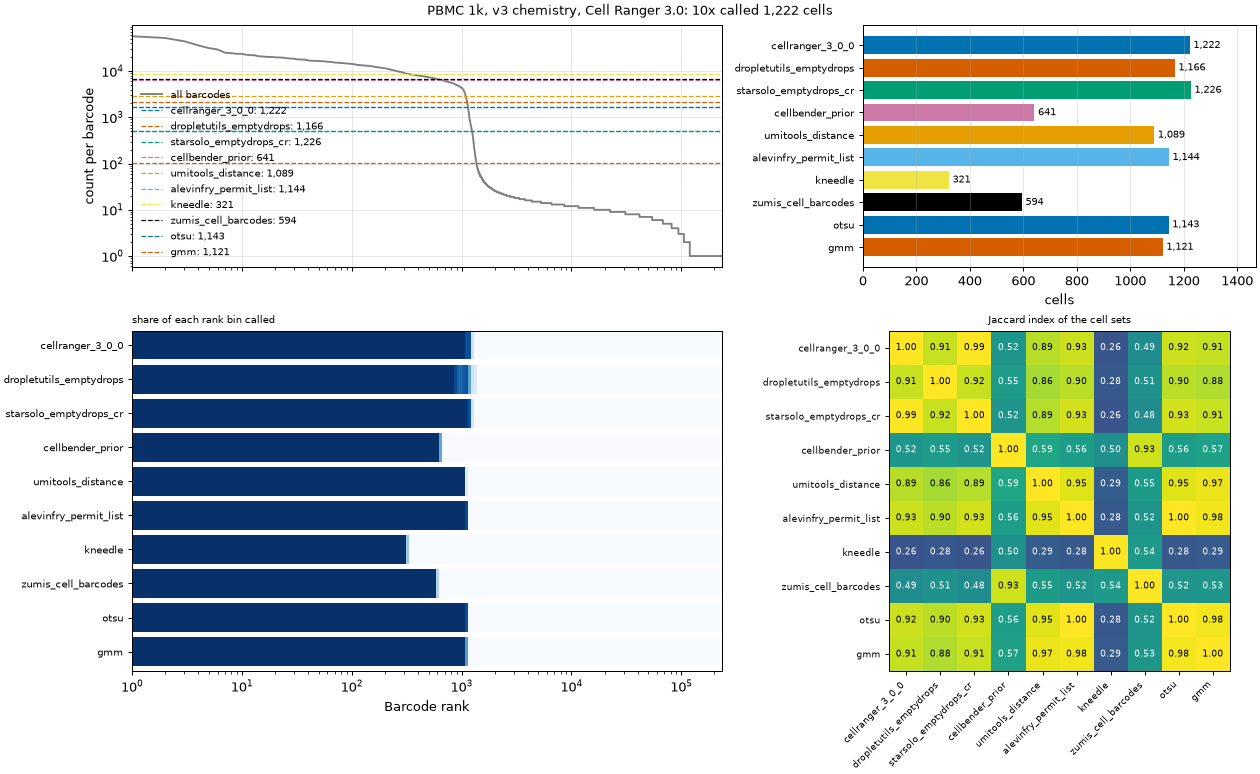 PBMC 1k, v3 chemistry, Cell Ranger 3.0: 10x called 1,222 cells
count per barcode
10⁴
10³
10²
10¹
10⁰
all barcodes
cellranger_3_0_0: 1,222
dropletutils_emptydrops: 1,166
starsolo_emptydrops_cr: 1,226
cellbender_prior: 641
umitools_distance: 1,089
alevinfry_permit_list: 1,144
kneedle: 321
zumis_cell_barcodes: 594
otsu: 1,143
gmm: 1,121
cellranger_3_0_0 1,222
dropletutils_emptydrops 1,166
starsolo_emptydrops_cr 1,226
cellbender_prior 641
umitools_distance 1,089
alevinfry_permit_list 1,144
kneedle 321
zumis_cell_barcodes 594
otsu 1,143
gmm 1,121
0 200 400 600 800 1000 1200 1400
cells
share of each rank bin called
cellranger_3_0_0
dropletutils_emptydrops
starsolo_emptydrops_cr
cellbender_prior
umitools_distance
alevinfry_permit_list
kneedle
zumis_cell_barcodes
otsu
gmm
10⁰ 10¹ 10² 10³ 10⁴ 10⁵
Barcode rank
Jaccard index of the cell sets
cellranger_3_0_0 1.00 0.91 0.99 0.52 0.89 0.93 0.26 0.49 0.92 0.91
dropletutils_emptydrops 0.91 1.00 0.92 0.55 0.86 0.90 0.28 0.51 0.90 0.88
starsolo_emptydrops_cr 0.99 0.92 1.00 0.52 0.89 0.93 0.26 0.48 0.93 0.91
cellbender_prior 0.52 0.55 0.52 1.00 0.59 0.56 0.50 0.93 0.56 0.57
umitools_distance 0.89 0.86 0.89 0.59 1.00 0.95 0.29 0.55 0.95 0.97
alevinfry_permit_list 0.93 0.90 0.93 0.56 0.95 1.00 0.28 0.52 1.00 0.98
kneedle 0.26 0.28 0.26 0.50 0.29 0.28 1.00 0.54 0.28 0.29
zumis_cell_barcodes 0.49 0.51 0.48 0.93 0.55 0.52 0.54 1.00 0.52 0.53
otsu 0.92 0.90 0.93 0.56 0.95 1.00 0.28 0.52 1.00 0.98
gmm 0.91 0.88 0.91 0.57 0.97 0.98 0.29 0.53 0.98 1.00
cellranger_3_0_0
dropletutils_emptydrops
starsolo_emptydrops_cr
cellbender_prior
umitools_distance
alevinfry_permit_list
kneedle
zumis_cell_barcodes
otsu
gmm